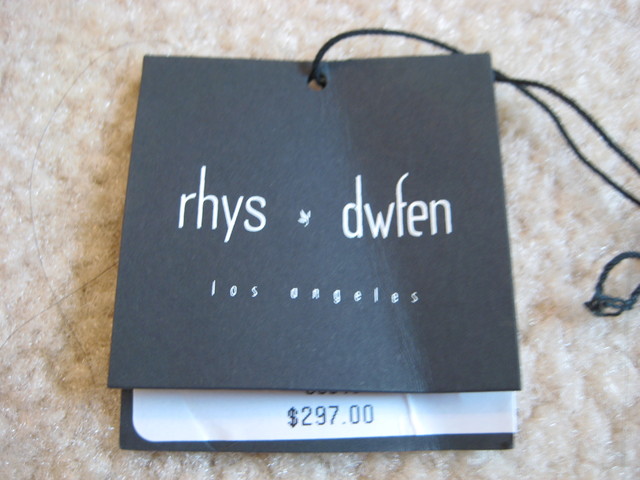 rhys dwfen
los angeles
$297.00